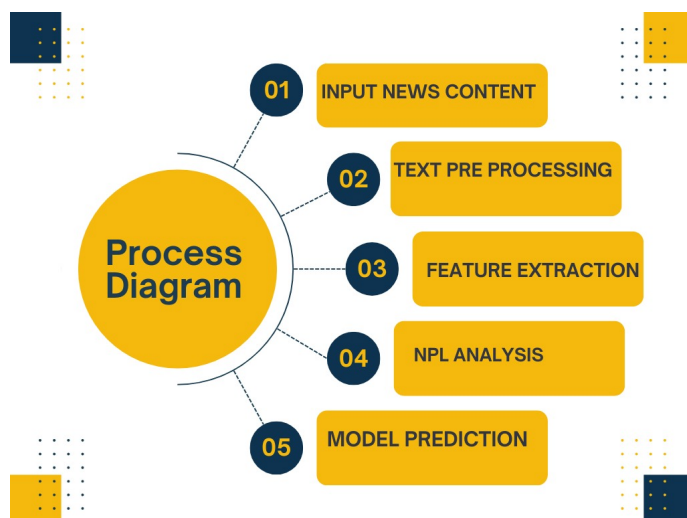 01
INPUT NEWS CONTENT
02
TEXT PRE PROCESSING
Process
Diagram
03
FEATURE EXTRACTION
04
NPL ANALYSIS
05
MODEL PREDICTION